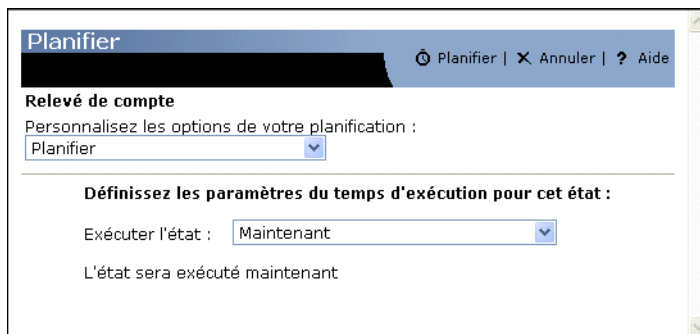 Planifier
Planifier | Annuler | ? Aide
Relevé de compte
Personnalisez les options de votre planification :
Planifier
Définissez les paramètres du temps d'exécution pour cet état :
Exécuter l'état : Maintenant
L'état sera exécuté maintenant